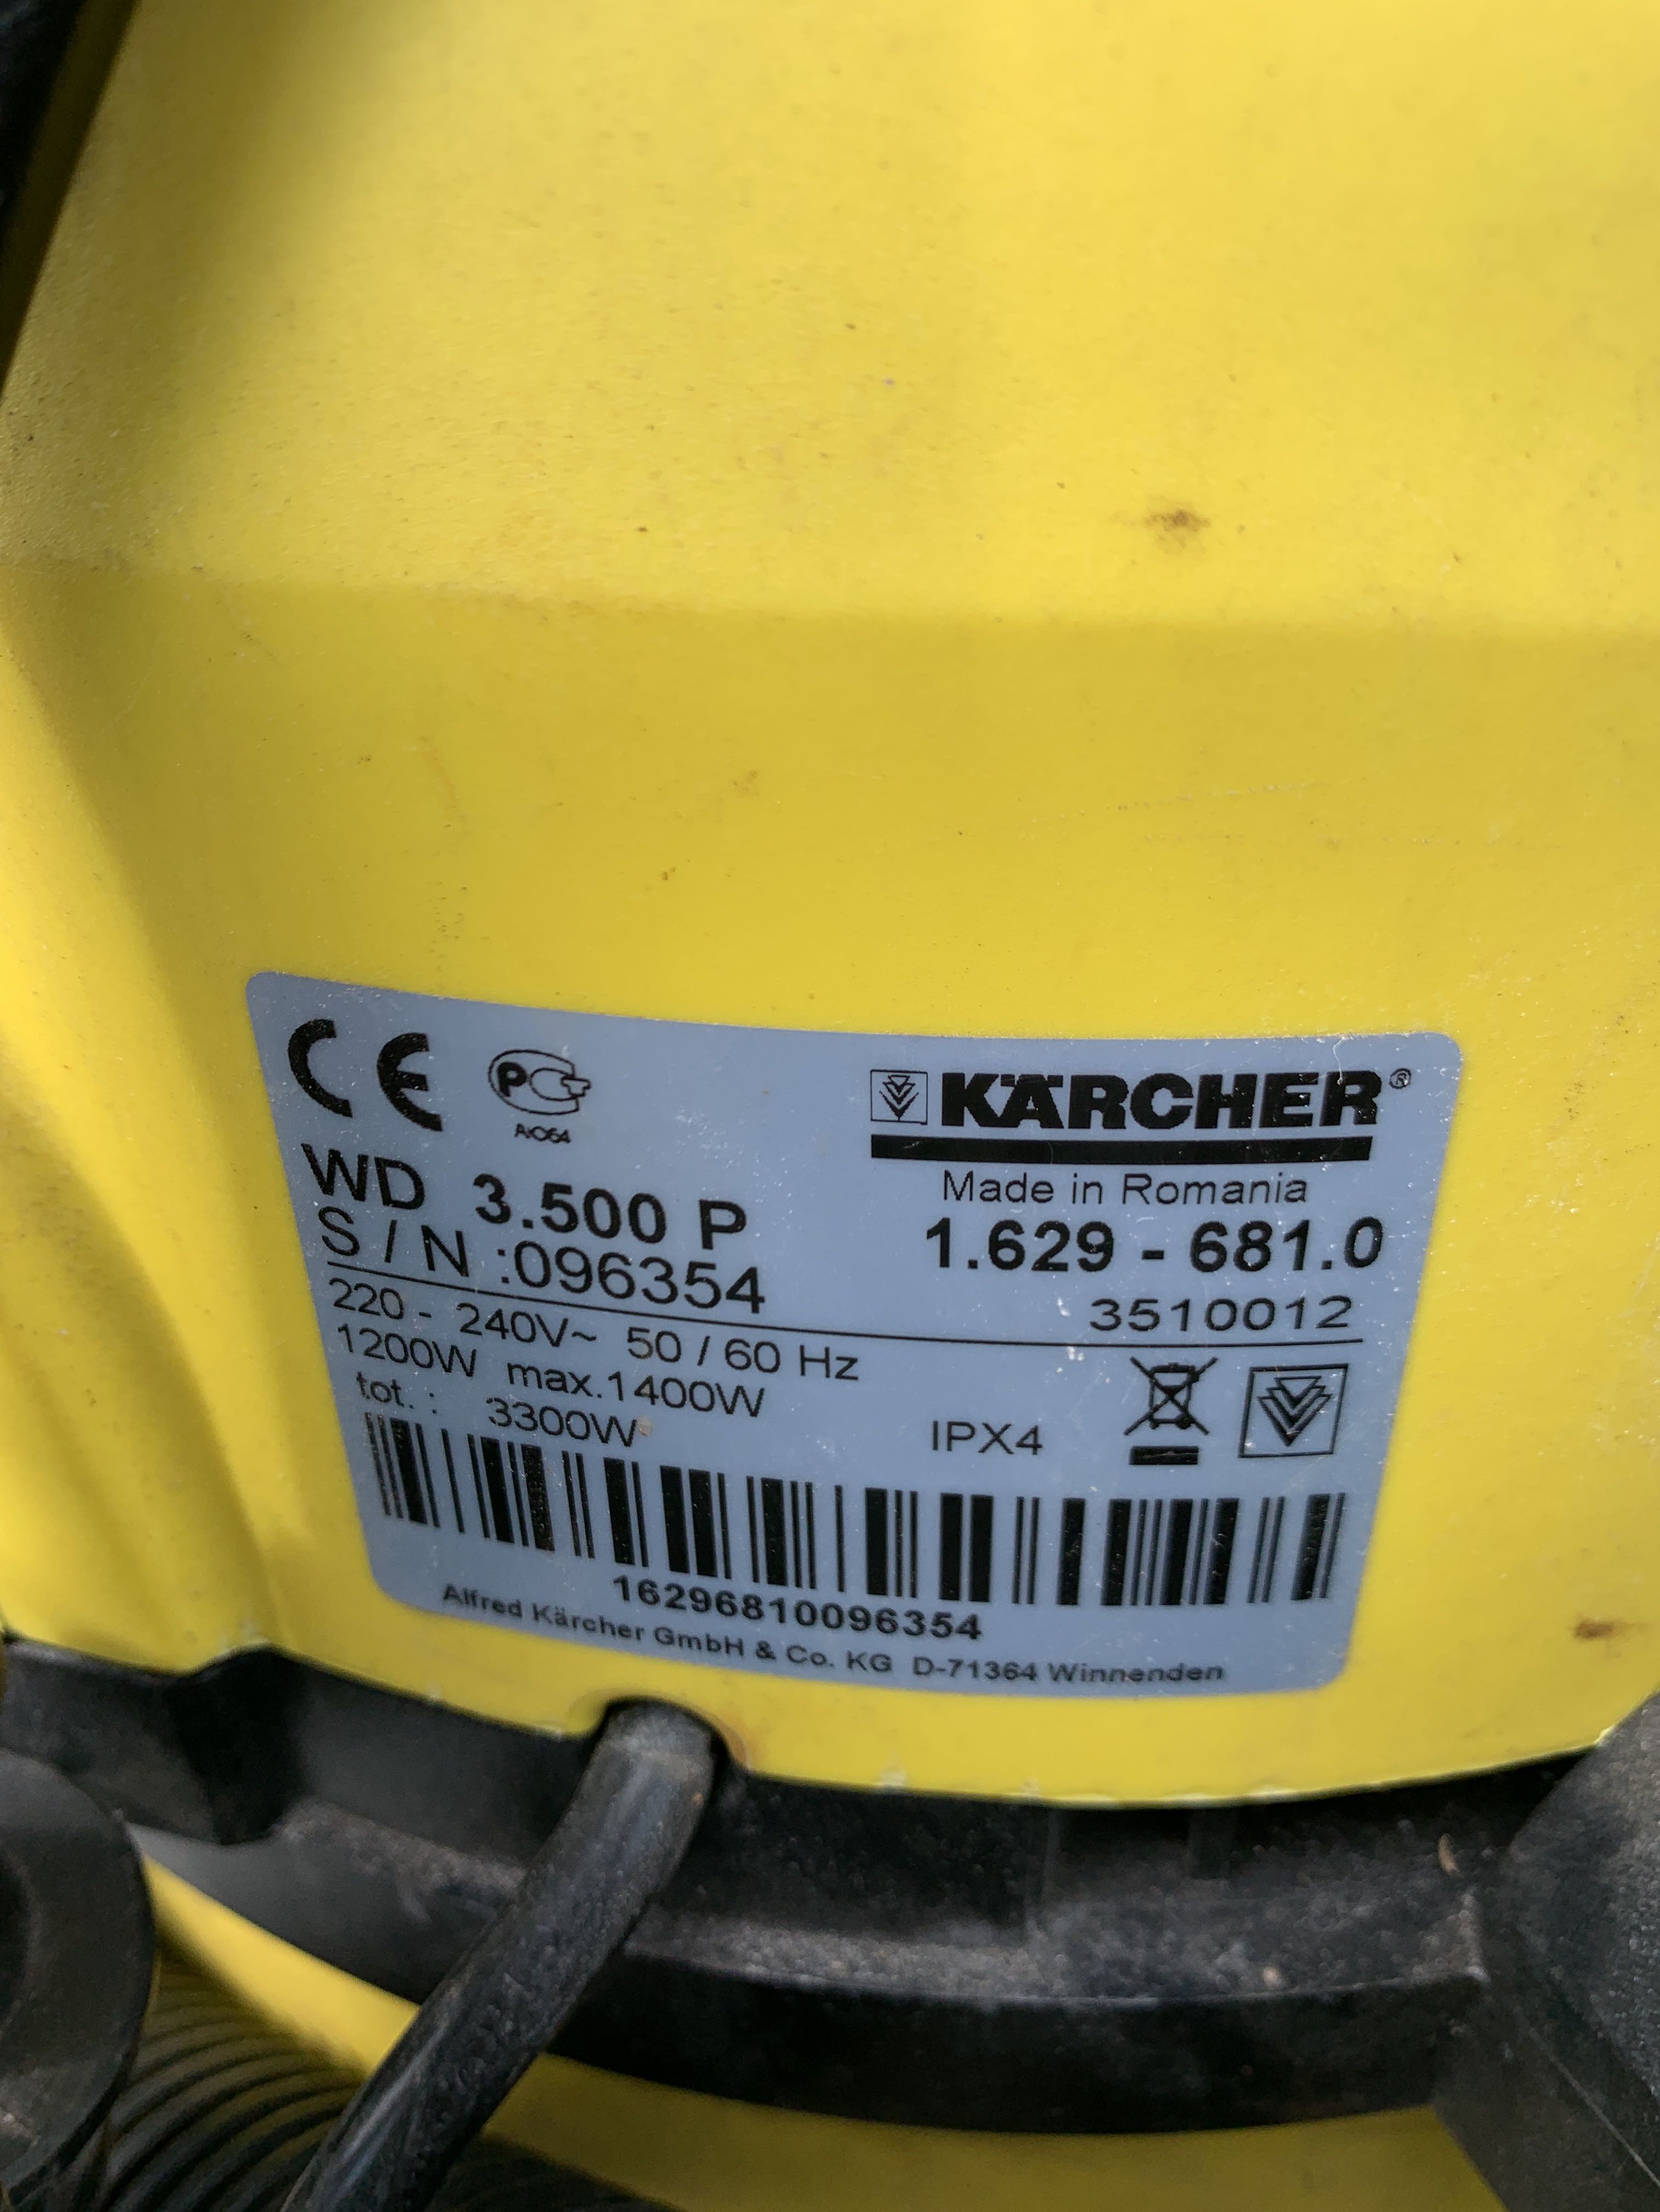 CE PCT
AЮ64
KÄRCHER®
Made in Romania
WD 3.500 P
1.629 - 681.0
S / N :096354
3510012
220 - 240V~ 50 / 60 Hz
1200W max.1400W
tot. : 3300W
IPX4
16296810096354
Alfred Kärcher GmbH & Co. KG D-71364 Winnenden